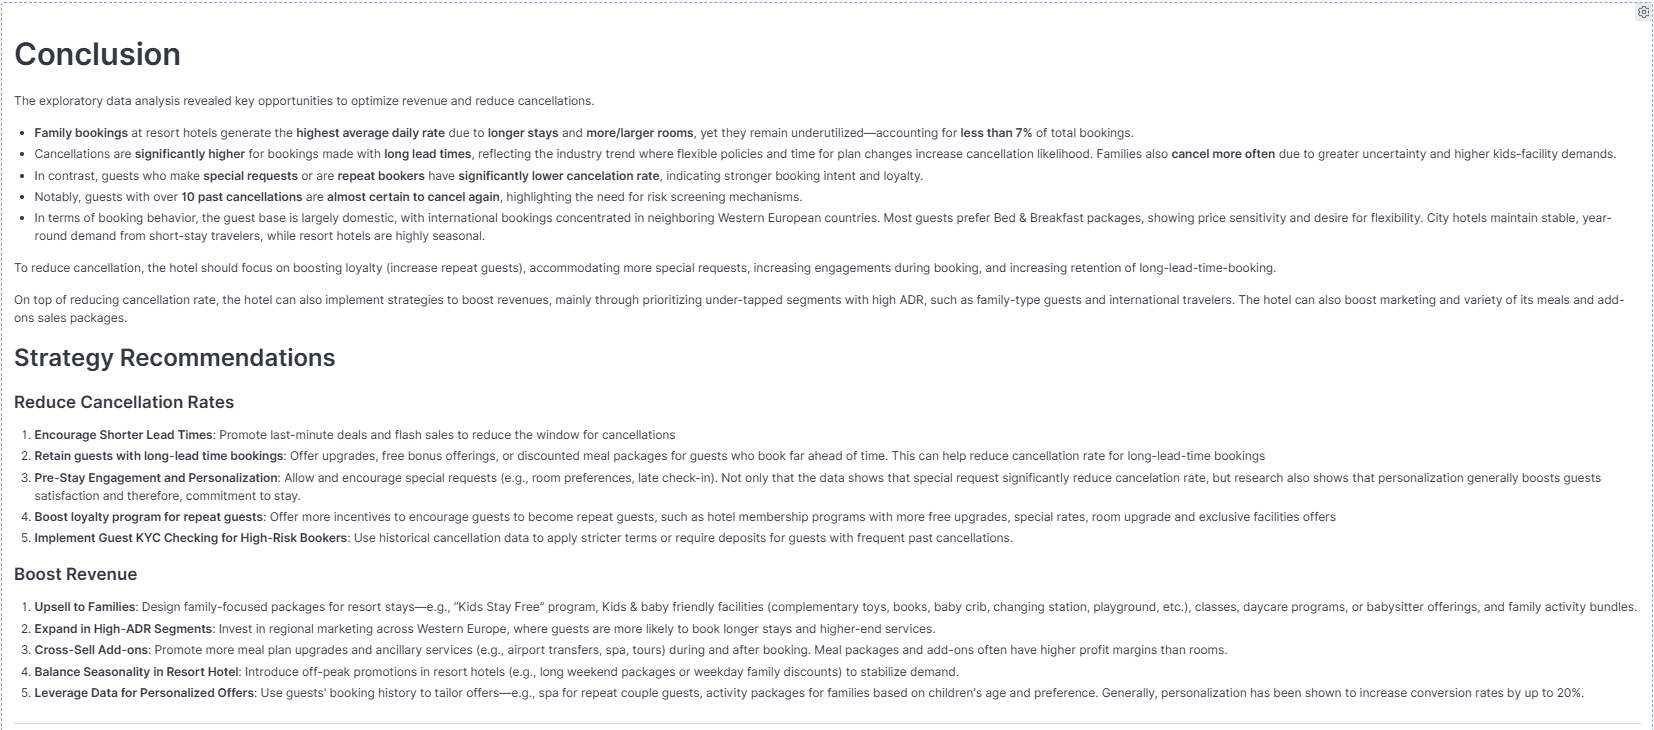 Conclusion
The exploratory data analysis revealed key opportunities to optimize revenue and reduce cancellations.
• Family bookings at resort hotels generate the highest average daily rate due to longer stays and more/larger rooms, yet they remain underutilized—accounting for less than 7% of total bookings.
• Cancellations are significantly higher for bookings made with long lead times, reflecting the industry trend where flexible policies and time for plan changes increase cancellation likelihood. Families also cancel more often due to greater uncertainty and higher kids-facility demands.
• In contrast, guests who make special requests or are repeat bookers have significantly lower cancelation rate, indicating stronger booking intent and loyalty.
• Notably, guests with over 10 past cancellations are almost certain to cancel again, highlighting the need for risk screening mechanisms.
• In terms of booking behavior, the guest base is largely domestic, with international bookings concentrated in neighboring Western European countries. Most guests prefer Bed & Breakfast packages, showing price sensitivity and desire for flexibility. City hotels maintain stable, year-
round demand from short-stay travelers, while resort hotels are highly seasonal.
To reduce cancellation, the hotel should focus on boosting loyalty (increase repeat guests), accommodating more special requests, increasing engagements during booking, and increasing retention of long-lead-time-booking.
On top of reducing cancellation rate, the hotel can also implement strategies to boost revenues, mainly through prioritizing under-tapped segments with high ADR, such as family-type guests and international travelers. The hotel can also boost marketing and variety of its meals and add-
ons sales packages.
Strategy Recommendations
Reduce Cancellation Rates
1. Encourage Shorter Lead Times: Promote last-minute deals and flash sales to reduce the window for cancellations
2. Retain guests with long-lead time bookings: Offer upgrades, free bonus offerings, or discounted meal packages for guests who book far ahead of time. This can help reduce cancellation rate for long-lead-time bookings
3. Pre-Stay Engagement and Personalization: Allow and encourage special requests (e.g., room preferences, late check-in). Not only that the data shows that special request significantly reduce cancelation rate, but research also shows that personalization generally boosts guests
satisfaction and therefore, commitment to stay.
4. Boost loyalty program for repeat guests: Offer more incentives to encourage guests to become repeat guests, such as hotel membership programs with more free upgrades, special rates, room upgrade and exclusive facilities offers
5. Implement Guest KYC Checking for High-Risk Bookers: Use historical cancellation data to apply stricter terms or require deposits for guests with frequent past cancellations.
Boost Revenue
1. Upsell to Families: Design family-focused packages for resort stays—e.g., “Kids Stay Free” program, Kids & baby friendly facilities (complementary toys, books, baby crib, changing station, playground, etc.), classes, daycare programs, or babysitter offerings, and family activity bundles.
2. Expand in High-ADR Segments: Invest in regional marketing across Western Europe, where guests are more likely to book longer stays and higher-end services.
3. Cross-Sell Add-ons: Promote more meal plan upgrades and ancillary services (e.g., airport transfers, spa, tours) during and after booking. Meal packages and add-ons often have higher profit margins than rooms.
4. Balance Seasonality in Resort Hotel: Introduce off-peak promotions in resort hotels (e.g., long weekend packages or weekday family discounts) to stabilize demand.
5. Leverage Data for Personalized Offers: Use guests' booking history to tailor offers—e.g., spa for repeat couple guests, activity packages for families based on children's age and preference. Generally, personalization has been shown to increase conversion rates by up to 20%.